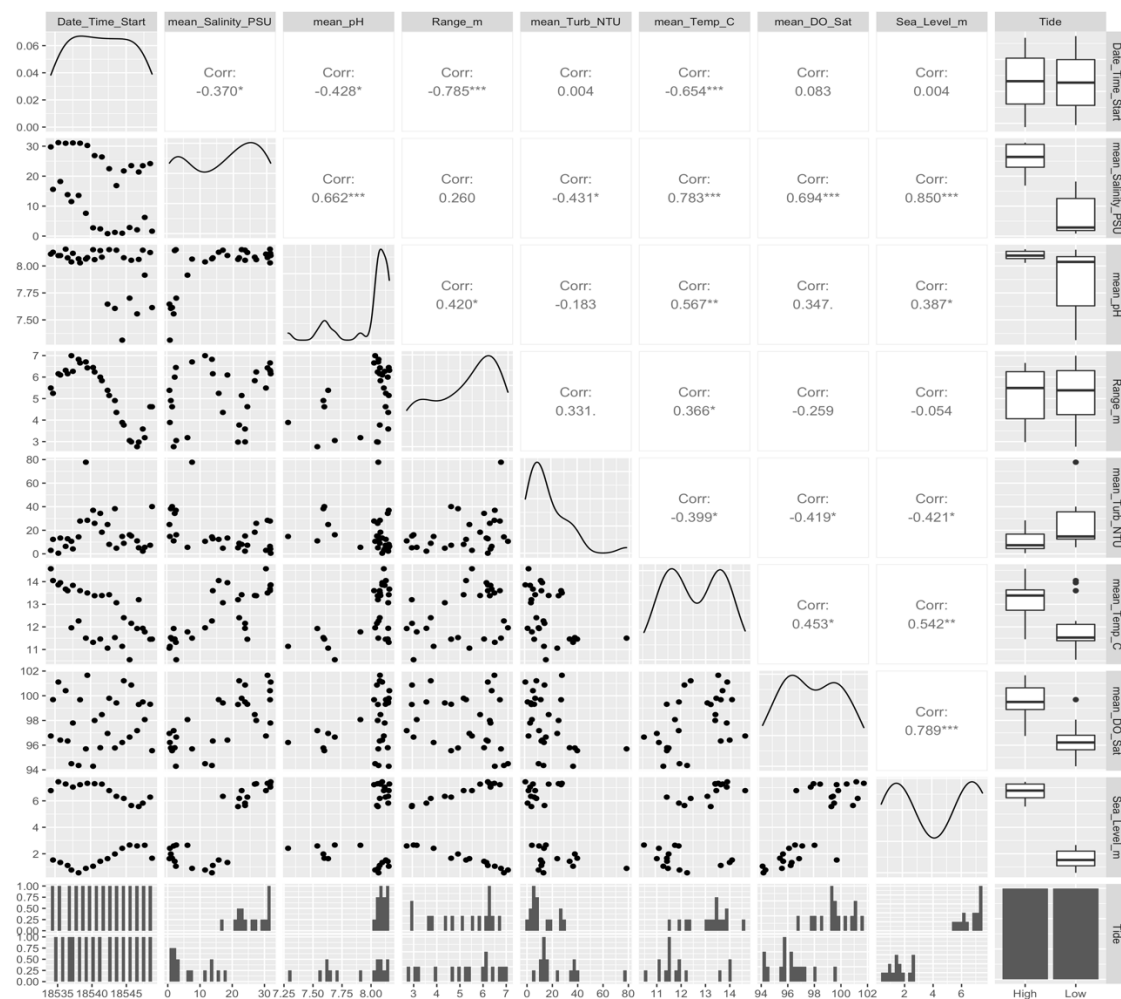 Date_Time_Start mean_Salinity_PSU mean_pH Range_m mean_Turb_NTU mean_Temp_C mean_DO_Sat Sea_Level_m Tide
0.06
0.04
0.02
0.00
Corr: Corr: Corr: Corr: Corr: Corr: Corr:
-0.370* -0.428* -0.785*** 0.004 -0.654*** 0.083 0.004
Date_Time_Start
30
20
10
0
Corr: Corr: Corr: Corr: Corr: Corr:
0.662*** 0.260 -0.431* 0.783*** 0.694*** 0.850***
mean_Salinity_PSU
8.00
7.75
7.50
Corr: Corr: Corr: Corr: Corr:
0.420* -0.183 0.567** 0.347. 0.387*
mean_pH
7
6
5
4
3
Corr: Corr: Corr: Corr:
0.331. 0.366* -0.259 -0.054
Range_m
80
60
40
20
0
Corr: Corr: Corr:
-0.399* -0.419* -0.421*
mean_Turb_NTU
14
13
12
11
Corr: Corr:
0.453* 0.542**
mean_Temp_C
102
100
98
96
94
Corr:
0.789***
mean_DO_Sat
6
4
2
Sea_Level_m
1.00
0.75
0.50
0.25
0.00
1.00
0.75
0.50
0.25
0.00
Tide
18535 18540 18545 0 10 20 30 7.25 7.50 7.75 8.00 3 4 5 6 7 0 20 40 60 80 11 12 13 14 94 96 98 100 102 2 4 6 High Low